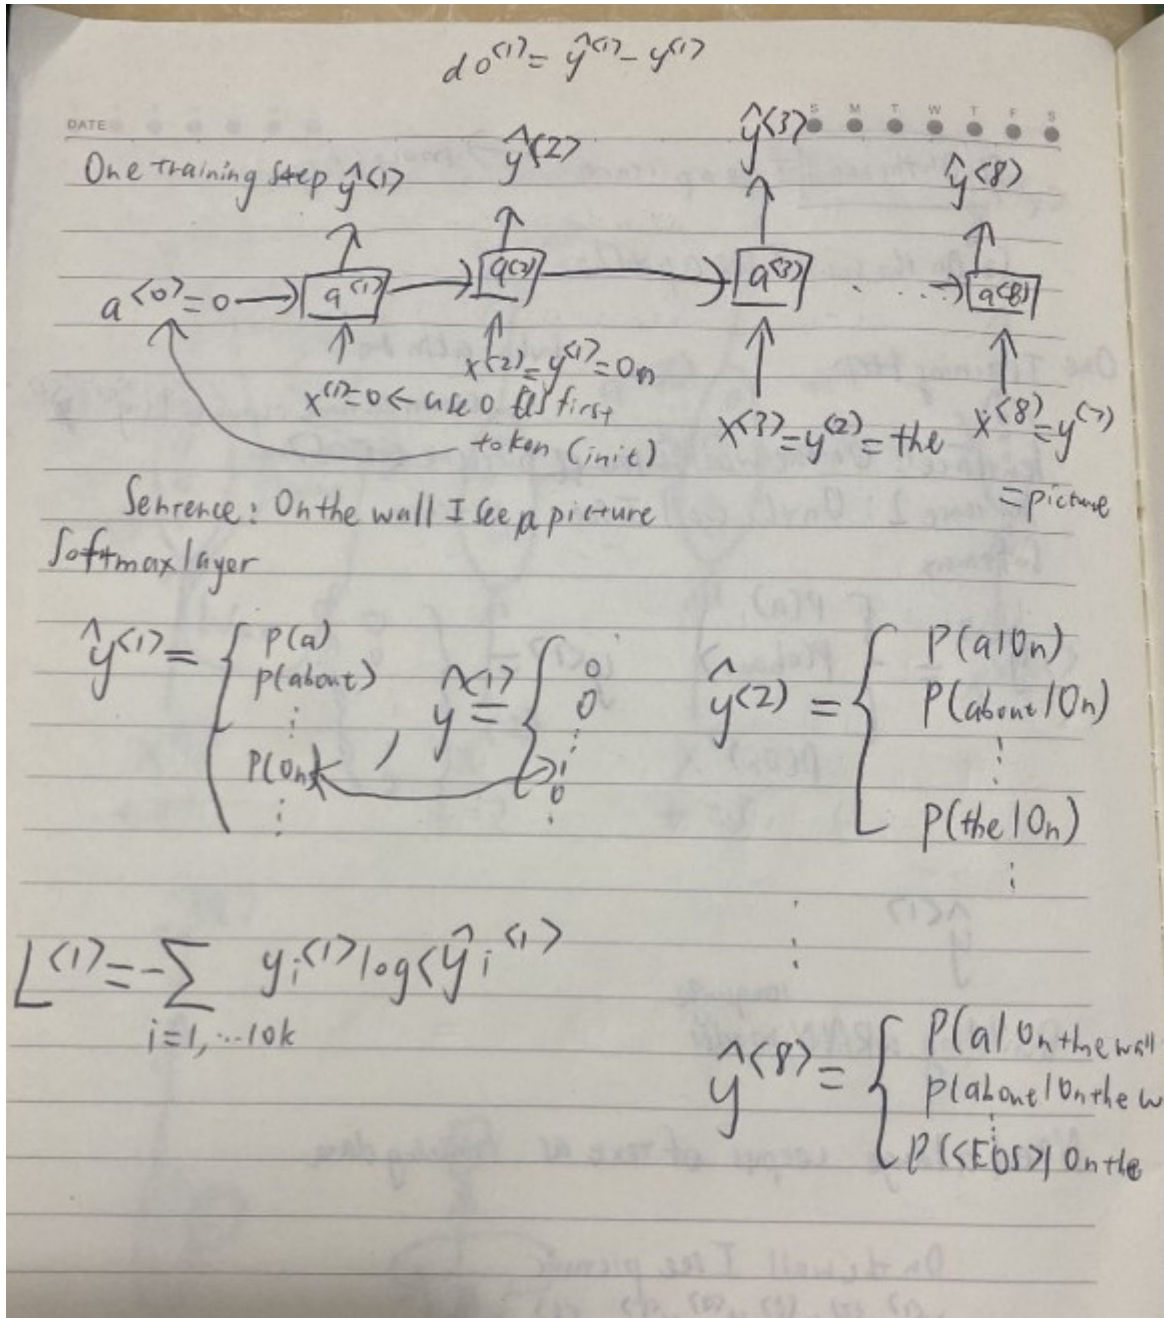 do<1> = ŷ<1> - y<1>
DATE S M T W T F S
One training step ŷ<1> ŷ<2> ŷ<3> ŷ<8>
a<0> = 0 → a<1> → a<2> → a<3> ....→ a<8>
x<2> = y<1> = On
x<1> = 0 ← use 0 as first
token (init)
x<3> = y<2> = the
x<8> = y<7>
= picture
Sentence: On the wall I see a picture
Softmax layer
ŷ<1> = { P(a) P(about) ⋮ P(On) ⋮ , ŷ<1> = { 0 0 ⋮ 1 0 ⋮
ŷ<2> = { P(a|On) P(about|On) ⋮ P(the|On) ⋮
L<1> = -∑ yi<1> log<ŷi<1>
i=1, ...10k
ŷ<8> = { P(a|On the wall
P(about|On the w
P(<EOS>|On the